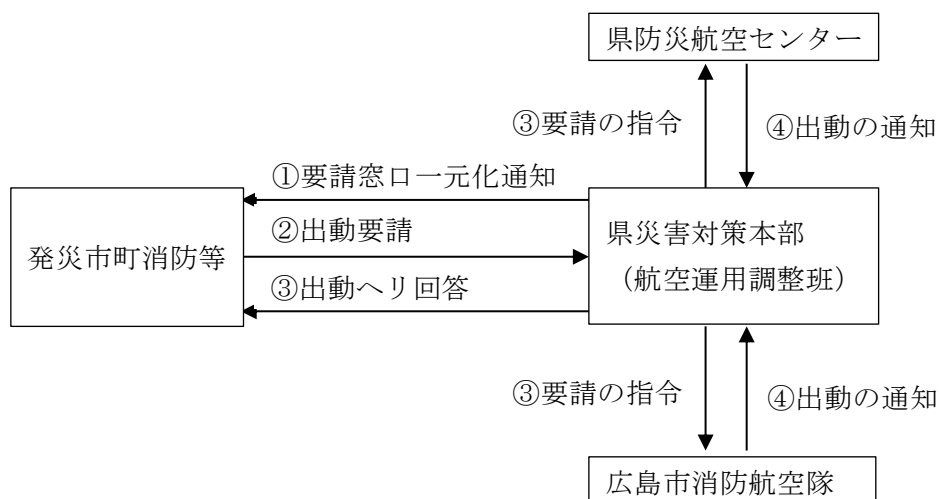 県防災航空センター
③要請の指令
④出動の通知
①要請窓口一元化通知
②出動要請
③出動ヘリ回答
発災市町消防等
県災害対策本部
（航空運用調整班）
③要請の指令
④出動の通知
広島市消防航空隊